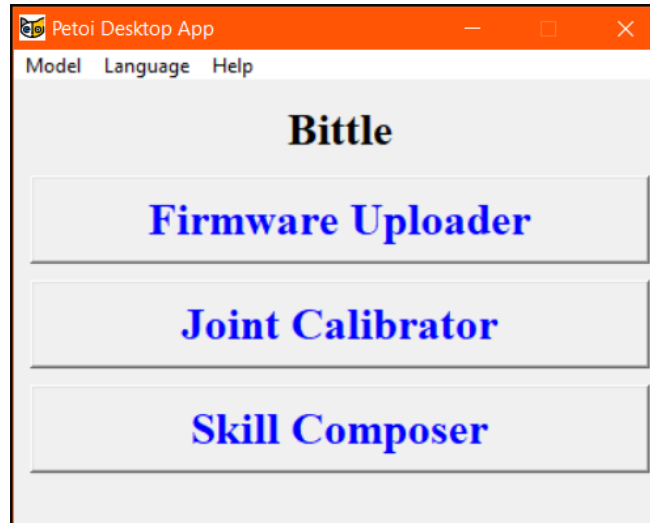 Petoi Desktop App
Model Language Help
Bittle
Firmware Uploader
Joint Calibrator
Skill Composer